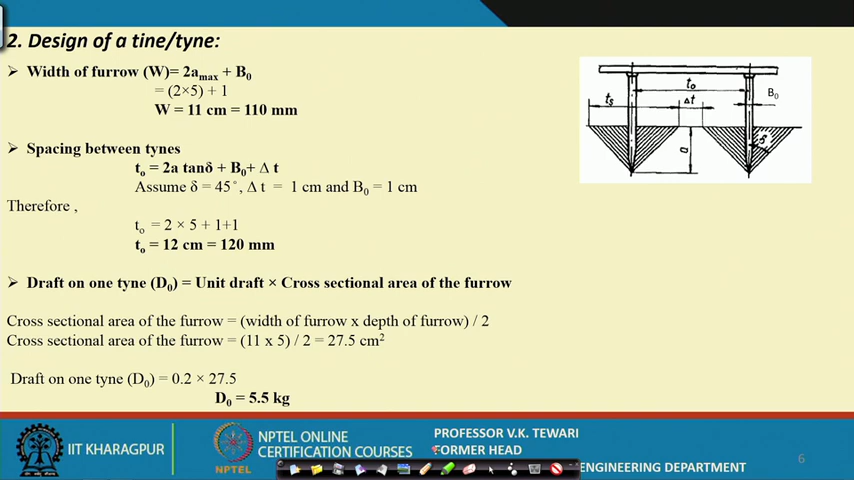 2. Design of a tine/tyne:
➢ Width of furrow (W)= 2aₘₐₓ + B₀
= (2×5) + 1
W = 11 cm = 110 mm
➢ Spacing between tynes
tₒ = 2a tanδ + B₀+ Δ t
Assume δ = 45˚, Δ t = 1 cm and B₀ = 1 cm
Therefore ,
tₒ = 2 × 5 + 1+1
tₒ = 12 cm = 120 mm
➢ Draft on one tyne (D₀) = Unit draft × Cross sectional area of the furrow
Cross sectional area of the furrow = (width of furrow x depth of furrow) / 2
Cross sectional area of the furrow = (11 x 5) / 2 = 27.5 cm²
Draft on one tyne (D₀) = 0.2 × 27.5
D₀ = 5.5 kg
t₀
B₀
tₛ
Δt
a
δ
IIT KHARAGPUR
NPTEL
NPTEL ONLINE
CERTIFICATION COURSES
PROFESSOR V.K. TEWARI
FORMER HEAD
ENGINEERING DEPARTMENT
6